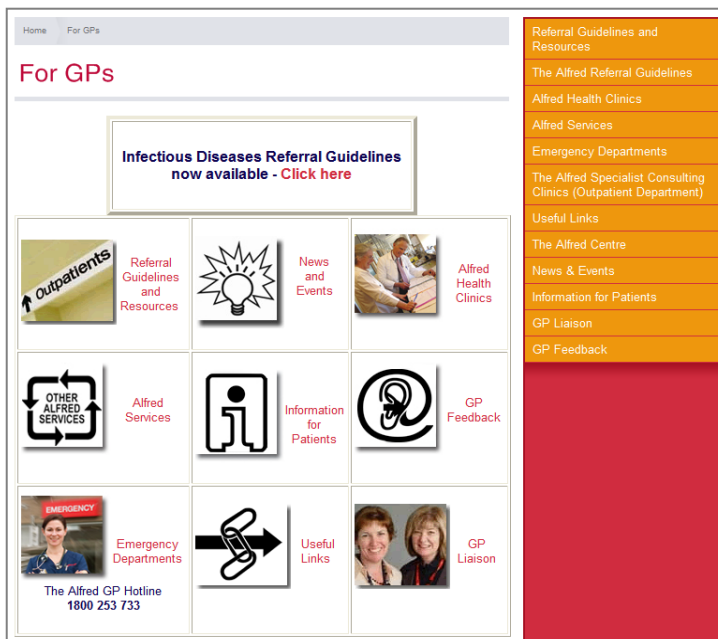 Home For GPs
For GPs
Infectious Diseases Referral Guidelines
now available - Click here
Outpatients
Referral
Guidelines
and
Resources
News
and
Events
Alfred
Health
Clinics
OTHER
ALFRED
SERVICES
Alfred
Services
Information
for
Patients
GP
Feedback
EMERGENCY
Emergency
Departments
The Alfred GP Hotline
1800 253 733
Useful
Links
GP
Liaison
Referral Guidelines and
Resources
The Alfred Referral Guidelines
Alfred Health Clinics
Alfred Services
Emergency Departments
The Alfred Specialist Consulting
Clinics (Outpatient Department)
Useful Links
The Alfred Centre
News & Events
Information for Patients
GP Liaison
GP Feedback